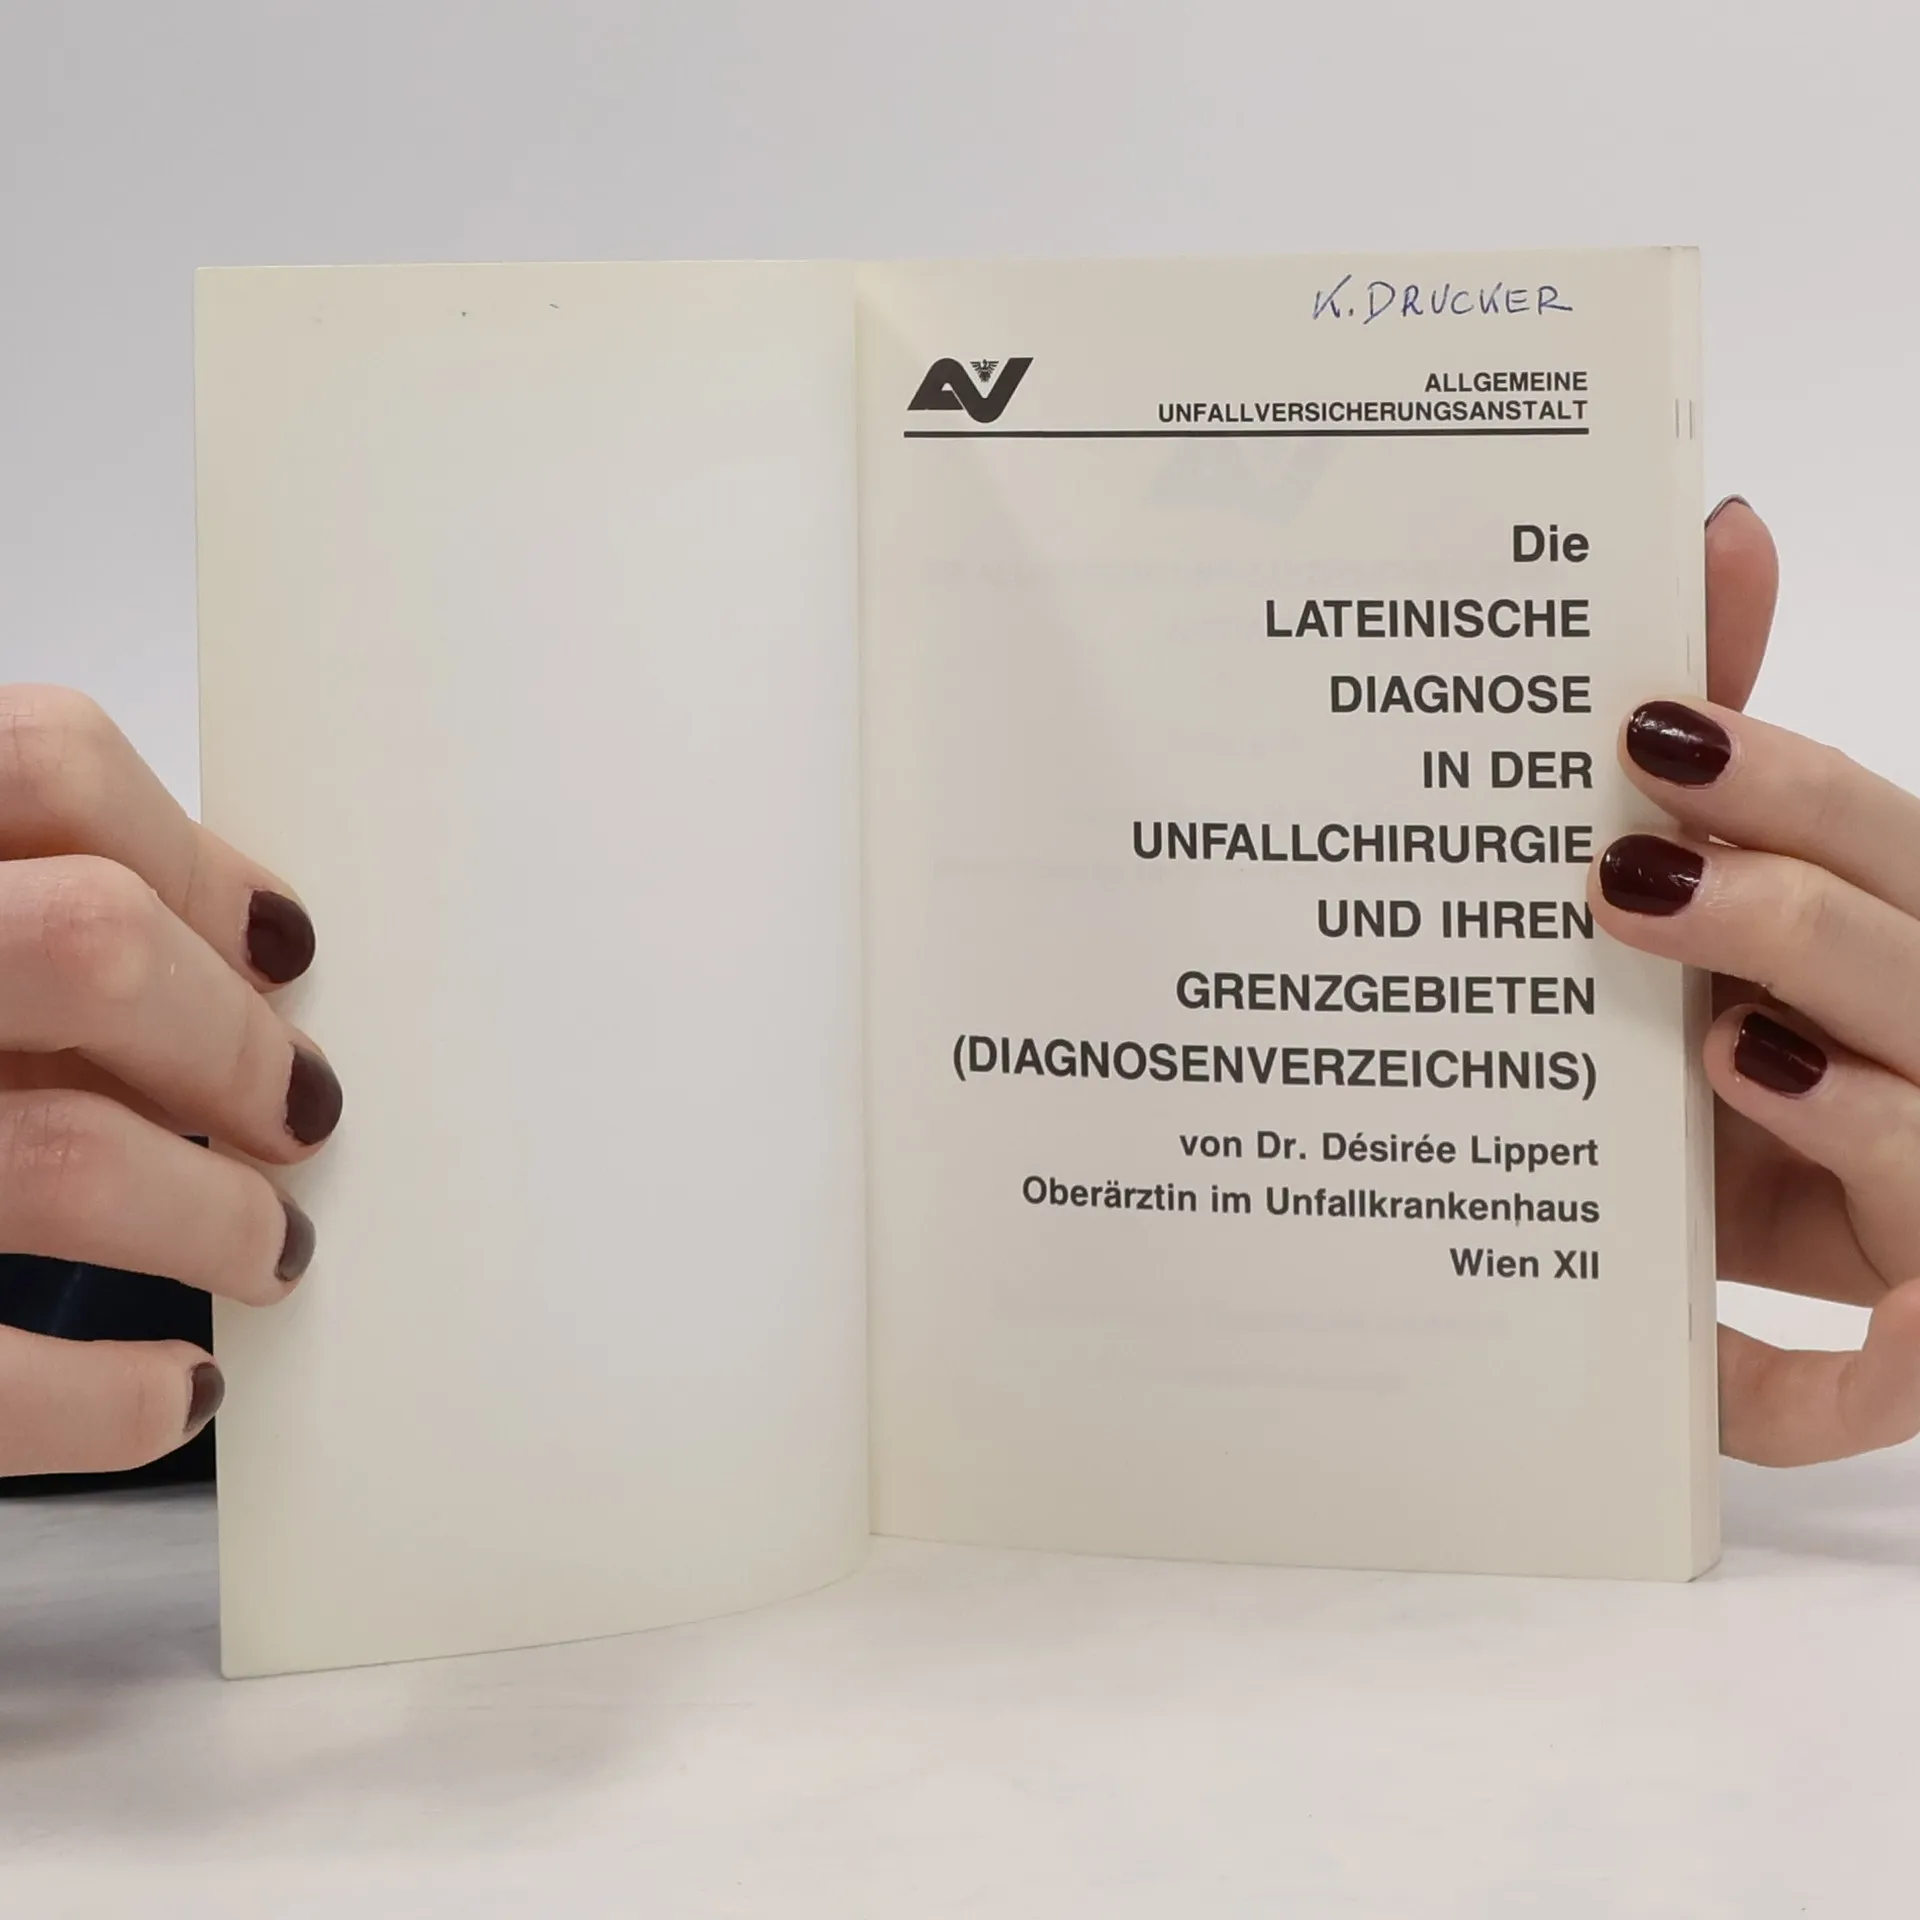 K. DRUCKER
ALLGEMEINE
UNFALLVERSICHERUNGSANSTALT
Die
LATEINISCHE
DIAGNOSE
IN DER
UNFALLCHIRURGIE
UND IHREN
GRENZGEBIETEN
(DIAGNOSENVERZEICHNIS)
von Dr. Désirée Lippert
Oberärztin im Unfallkrankenhaus
Wien XII